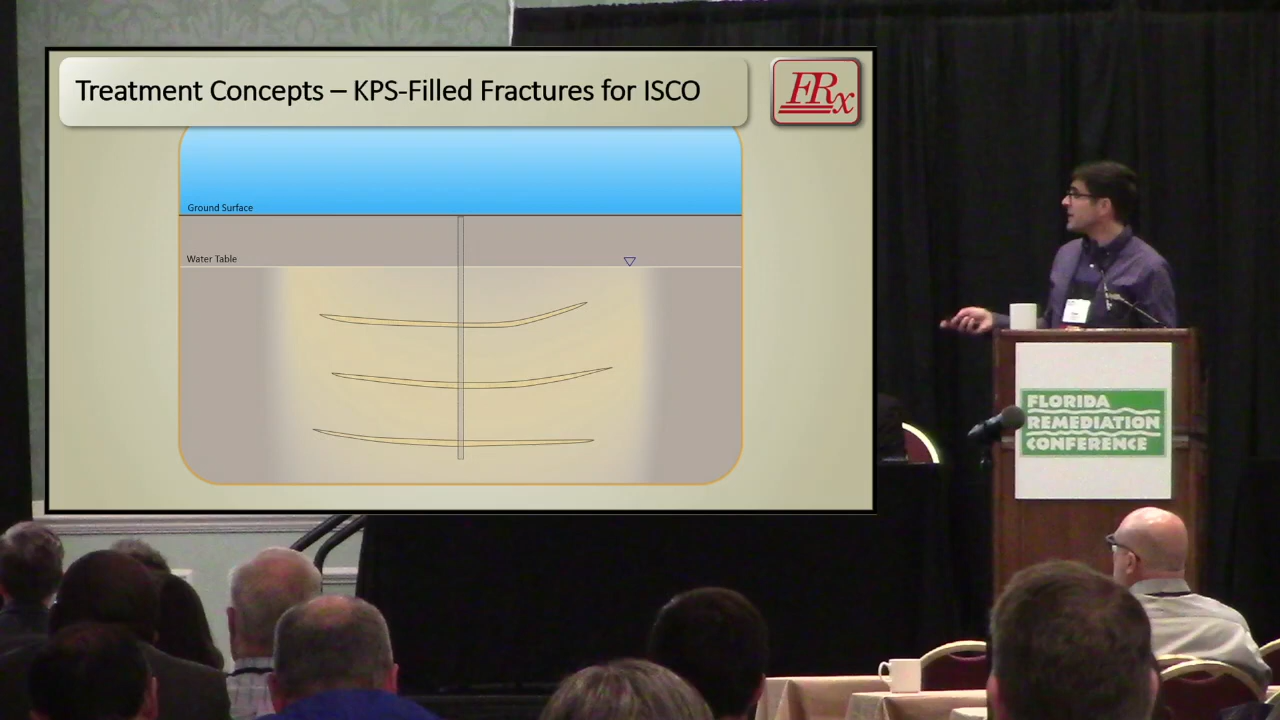 Treatment Concepts – KPS-Filled Fractures for ISCO
FRx
Ground Surface
Water Table
FLORIDA
REMEDIATION
CONFERENCE